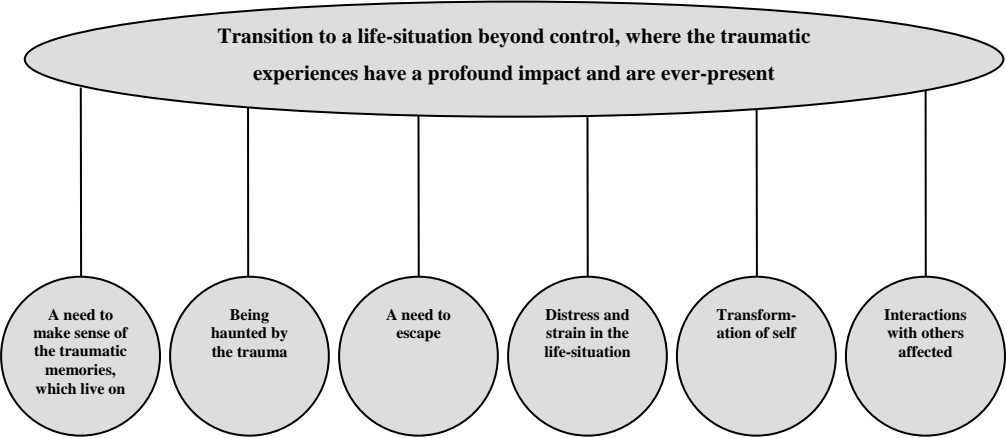 Transition to a life-situation beyond control, where the traumatic
experiences have a profound impact and are ever-present
A need to
make sense of
the traumatic
memories,
which live on
Being
haunted by
the trauma
A need to
escape
Distress and
strain in the
life-situation
Transform-
ation of self
Interactions
with others
affected